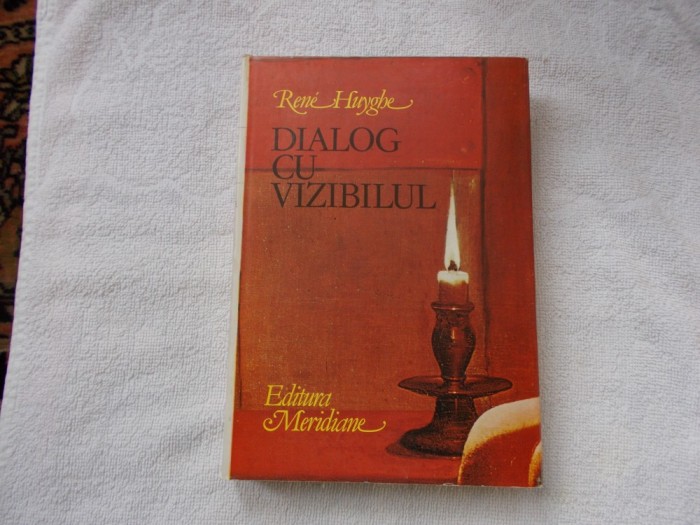 René Huyghe
DIALOG
CU
VIZIBILUL
Editura
Meridiane